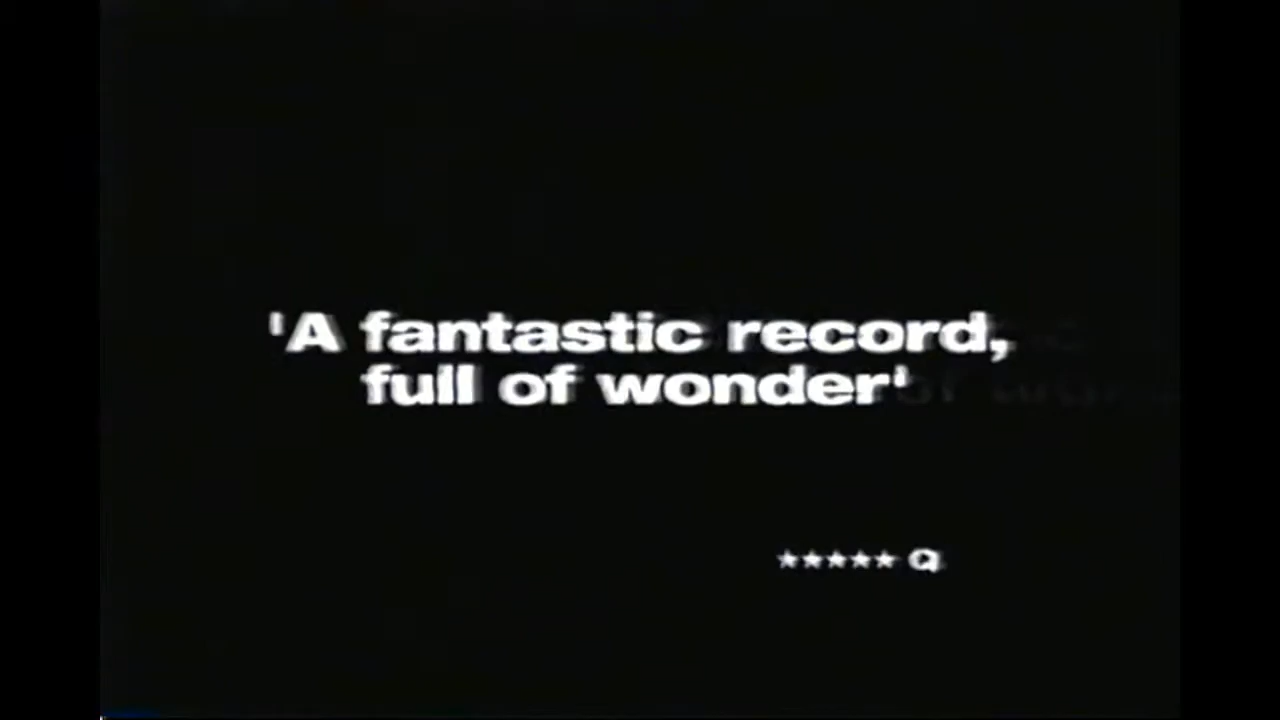 'A fantastic record,
full of wonder'
★★★★★ Q